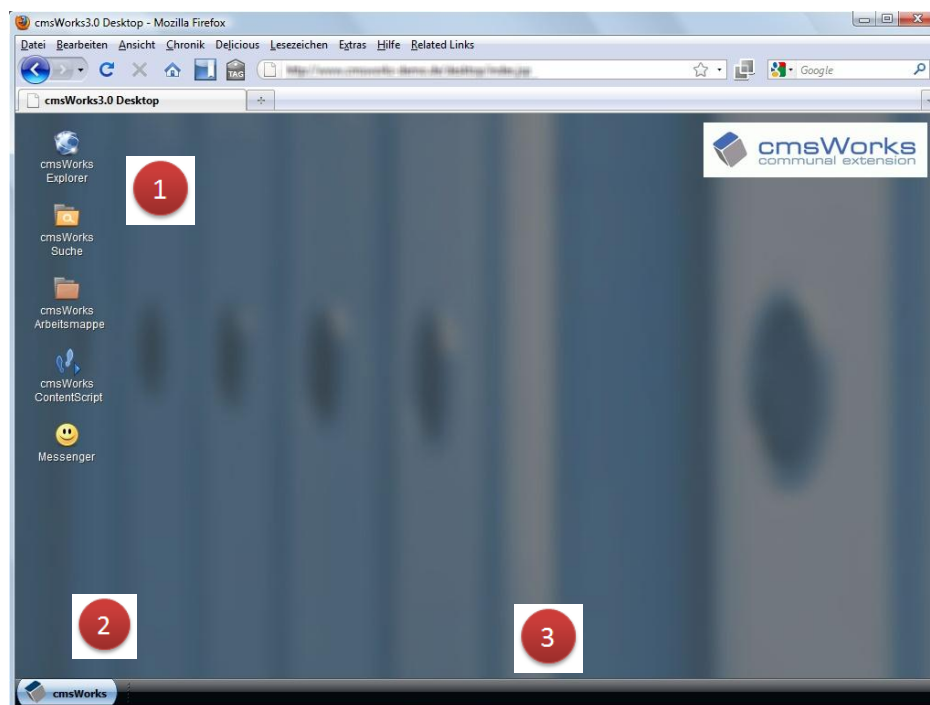 cmsWorks3.0 Desktop - Mozilla Firefox
Datei Bearbeiten Ansicht Chronik Delicious Lesezeichen Extras Hilfe Related Links
TAG
Google
cmsWorks3.0 Desktop
cmsWorks
Explorer
1
cmsWorks
communal extension
cmsWorks
Suche
cmsWorks
Arbeitsmappe
cmsWorks
ContentScript
Messenger
2
3
cmsWorks